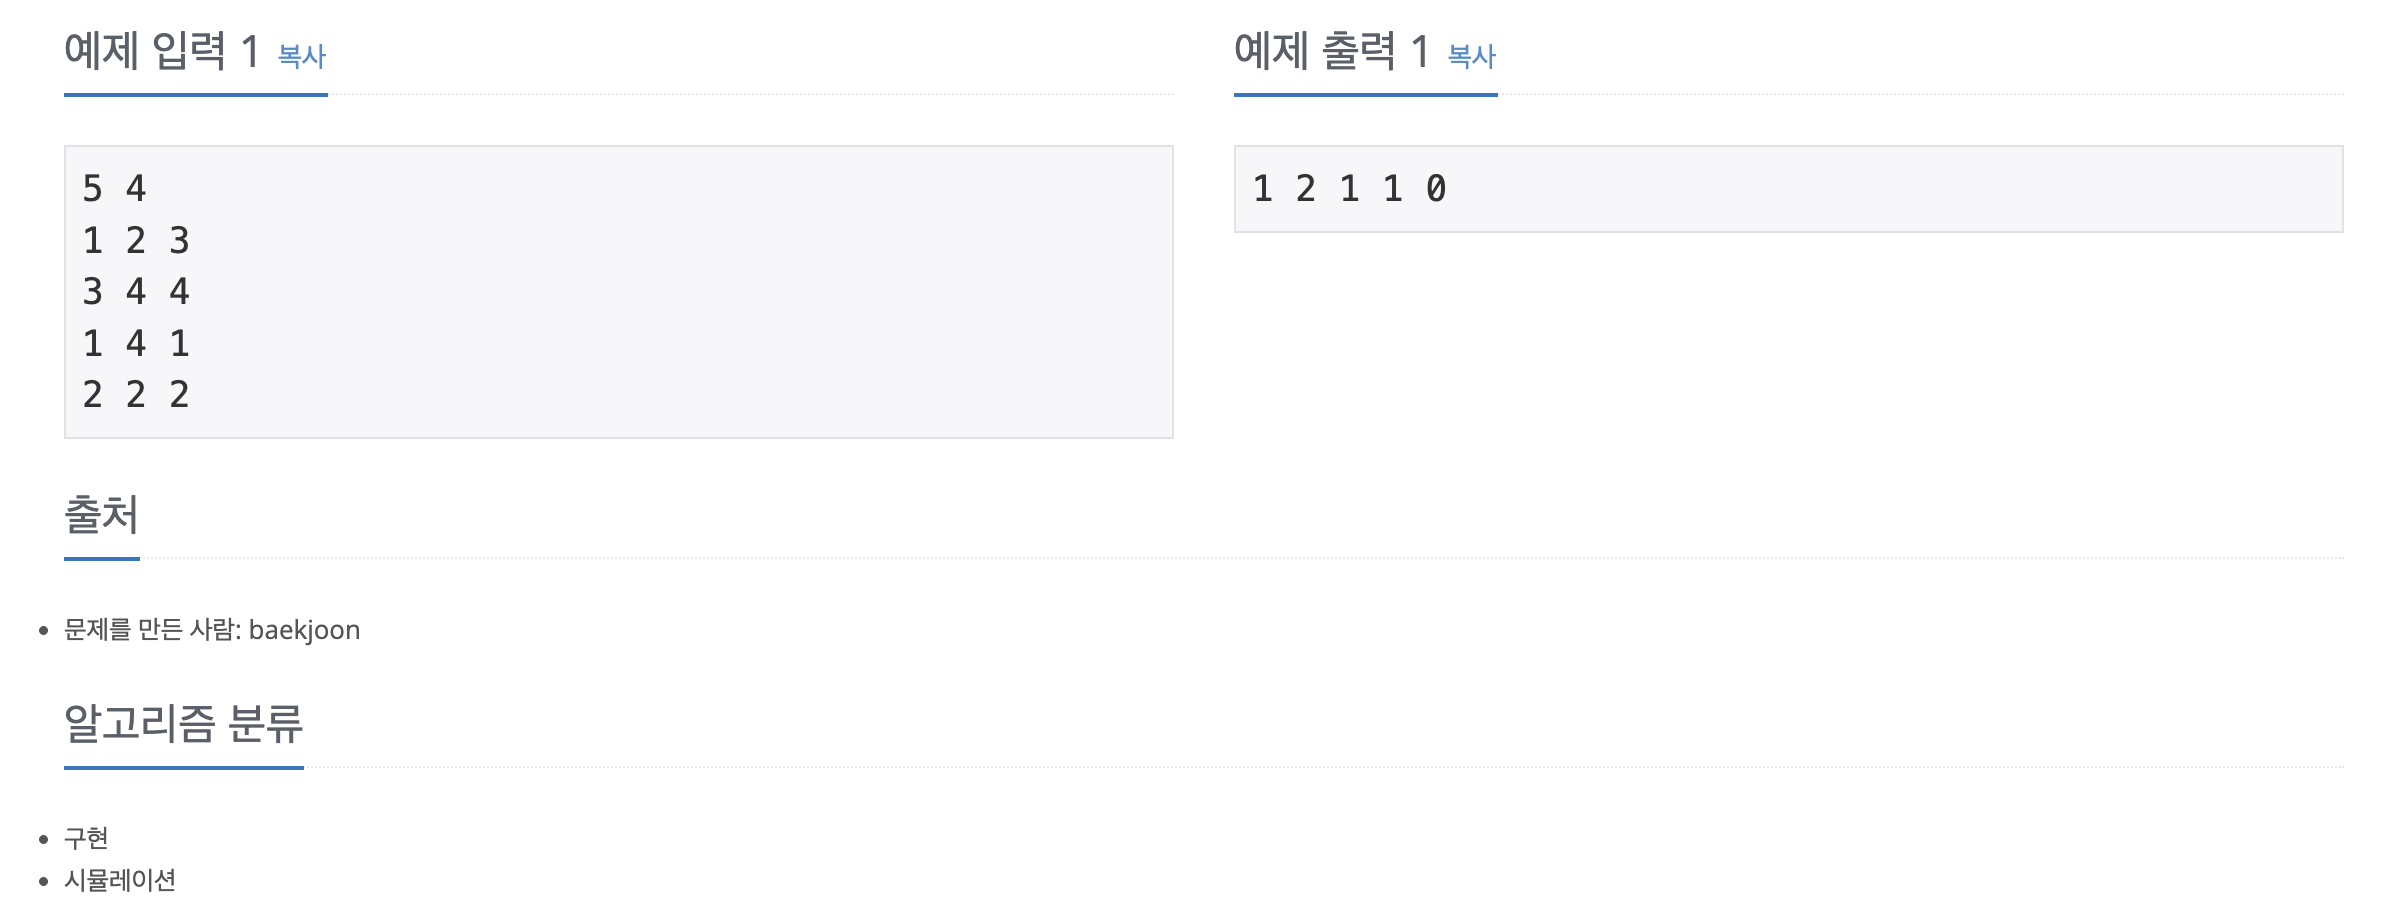 예제 입력 1 복사
5 4
1 2 3
3 4 4
1 4 1
2 2 2
예제 출력 1 복사
1 2 1 1 0
출처
문제를 만든 사람: baekjoon
알고리즘 분류
구현
시뮬레이션